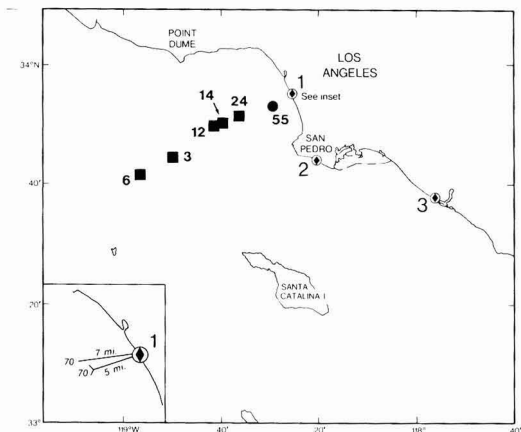 POINT
DUME
34°N
LOS
ANGELES
1
See inset
14
24
55
12
SAN
PEDRO
3
2
40'
6
3
SANTA
CATALINA I
20'
1
7 mi.
70
70
5 mi.
33°
119°W
40'
20'
118°
40'